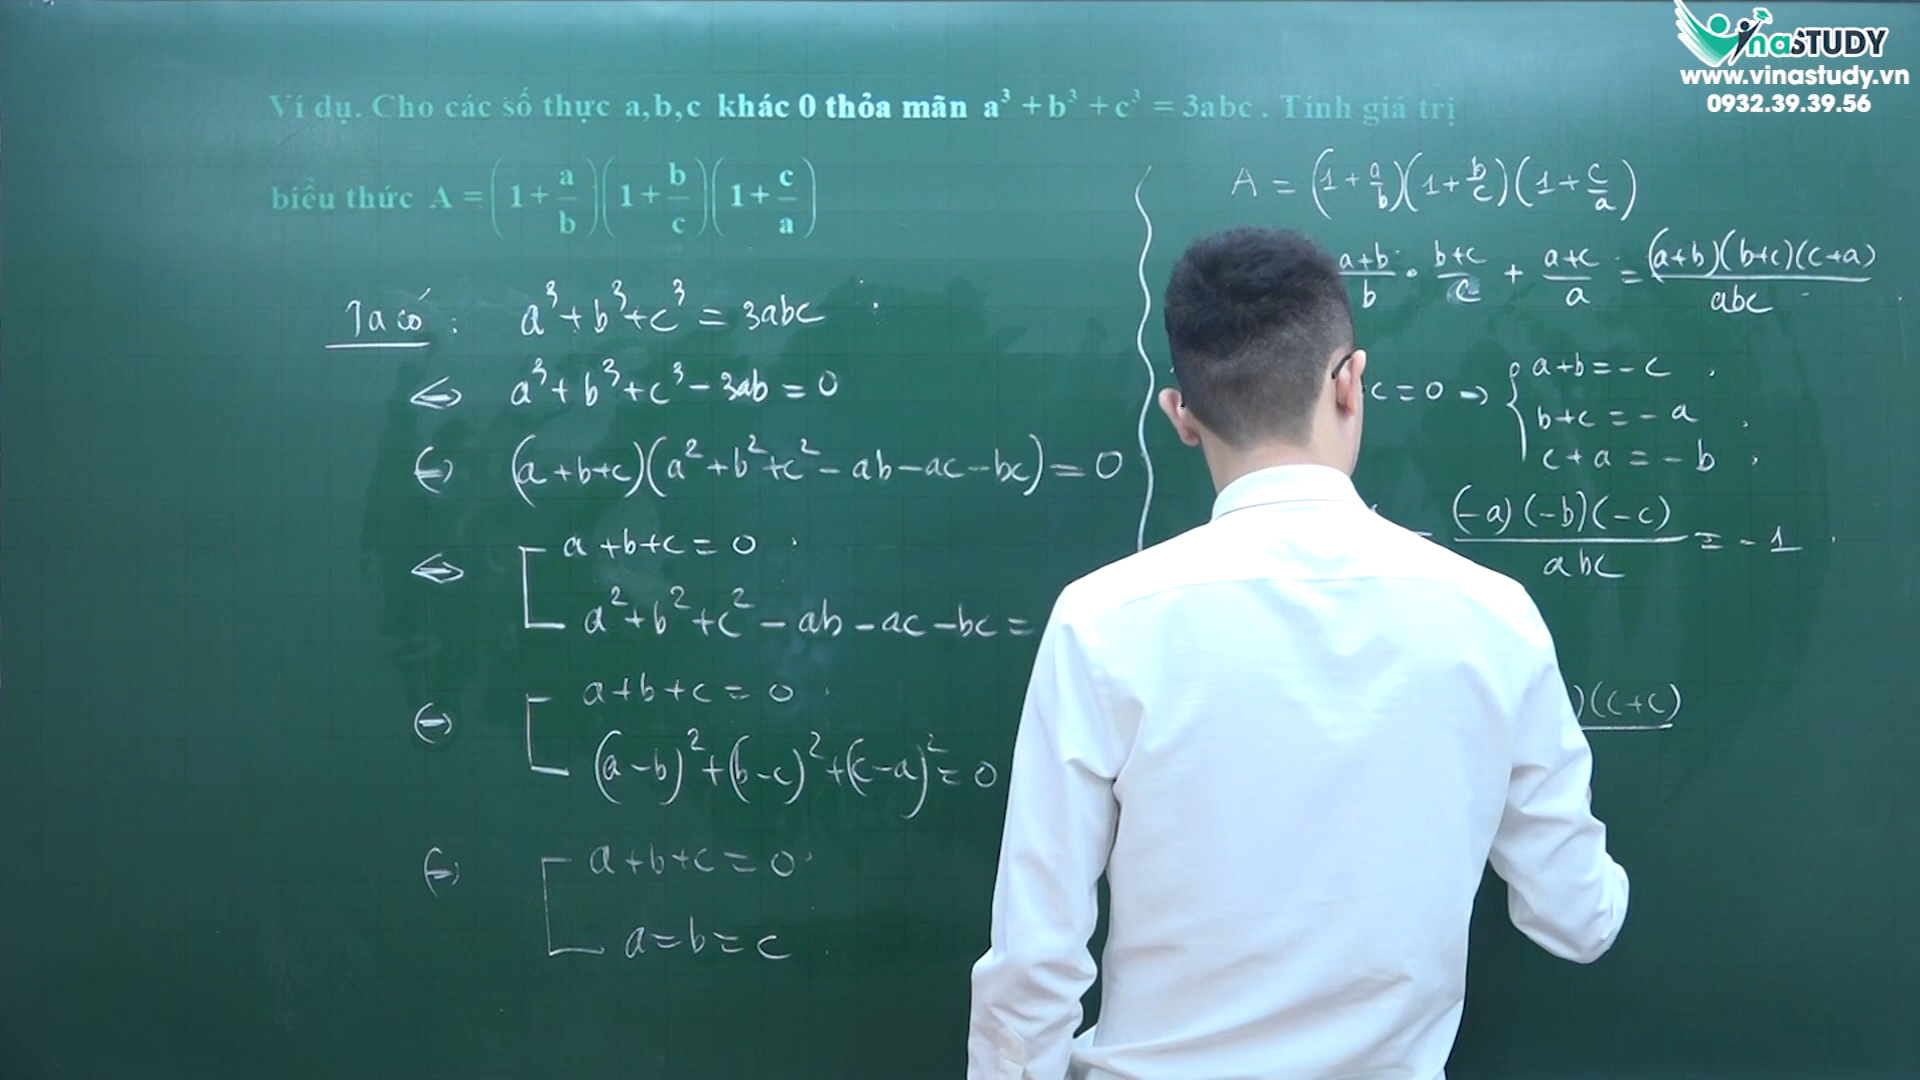 VinaSTUDY
www.vinastudy.vn
0932.39.39.56
Ví dụ. Cho các số thực a,b,c khác 0 thỏa mãn a³ + b³ + c³ = 3abc . Tính giá trị
biểu thức A = (1 + a/b)(1 + b/c)(1 + c/a)
Ta có : a³ + b³ + c³ = 3abc
⇔ a³ + b³ + c³ - 3ab = 0
⇔ (a + b + c)(a² + b² + c² - ab - ac - bc) = 0
⇔ [ a + b + c = 0
a² + b² + c² - ab - ac - bc =
⇔ [ a + b + c = 0
(a - b)² + (b - c)² + (c - a)² = 0
⇔ [ a + b + c = 0
a = b = c
A = (1 + a/b)(1 + b/c)(1 + c/a)
a+b/b . b+c/c + a+c/a = (a+b)(b+c)(c+a)/abc
c = 0 → { a + b = - c
b + c = - a
c + a = - b
= (-a)(-b)(-c)/abc = - 1
)(c+c)